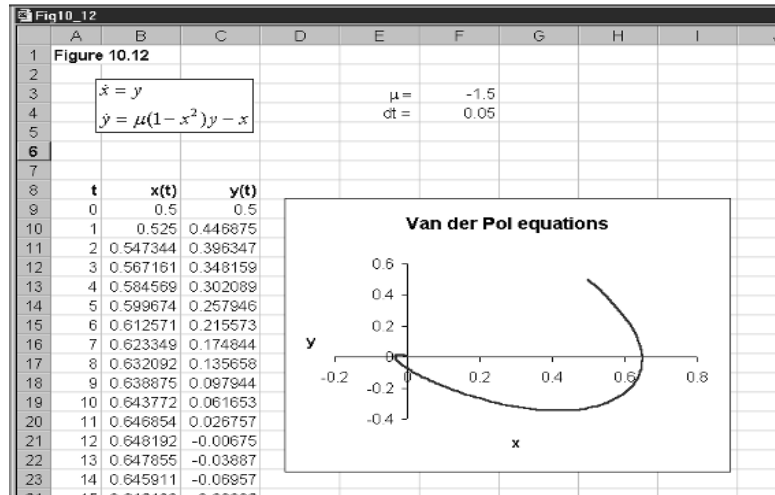 Fig10_12
A B C D E F G H I
1 Figure 10.12
2
3 ẋ = y μ = -1.5
4 ẏ = μ(1 − x²)y − x dt = 0.05
5
6
7
8 t x(t) y(t)
9 0 0.5 0.5
10 1 0.525 0.446875
11 2 0.547344 0.396347
12 3 0.567161 0.348159
13 4 0.584569 0.302089
14 5 0.599674 0.257946
15 6 0.612571 0.215573
16 7 0.623349 0.174844
17 8 0.632092 0.135658
18 9 0.638875 0.097944
19 10 0.643772 0.061653
20 11 0.646854 0.026757
21 12 0.648192 -0.00675
22 13 0.647855 -0.03887
23 14 0.645911 -0.06957
Van der Pol equations
0.6
0.4
0.2
y
0
-0.2 0 0.2 0.4 0.6 0.8
-0.2
-0.4
x